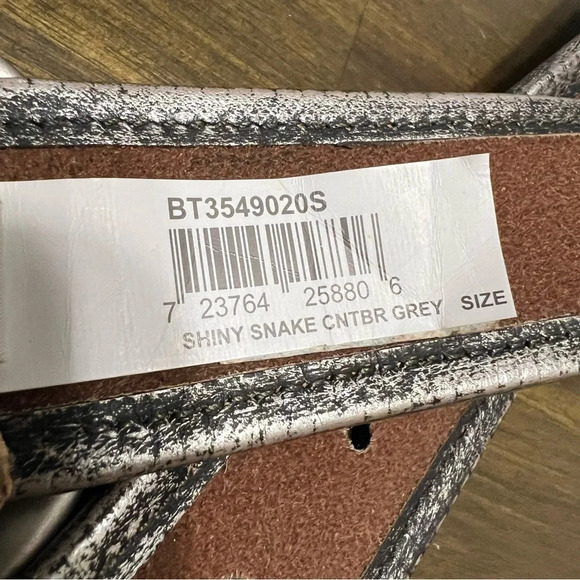 BT3549020S
7 23764 25880 6
SHINY SNAKE CNTBR GREY SIZE